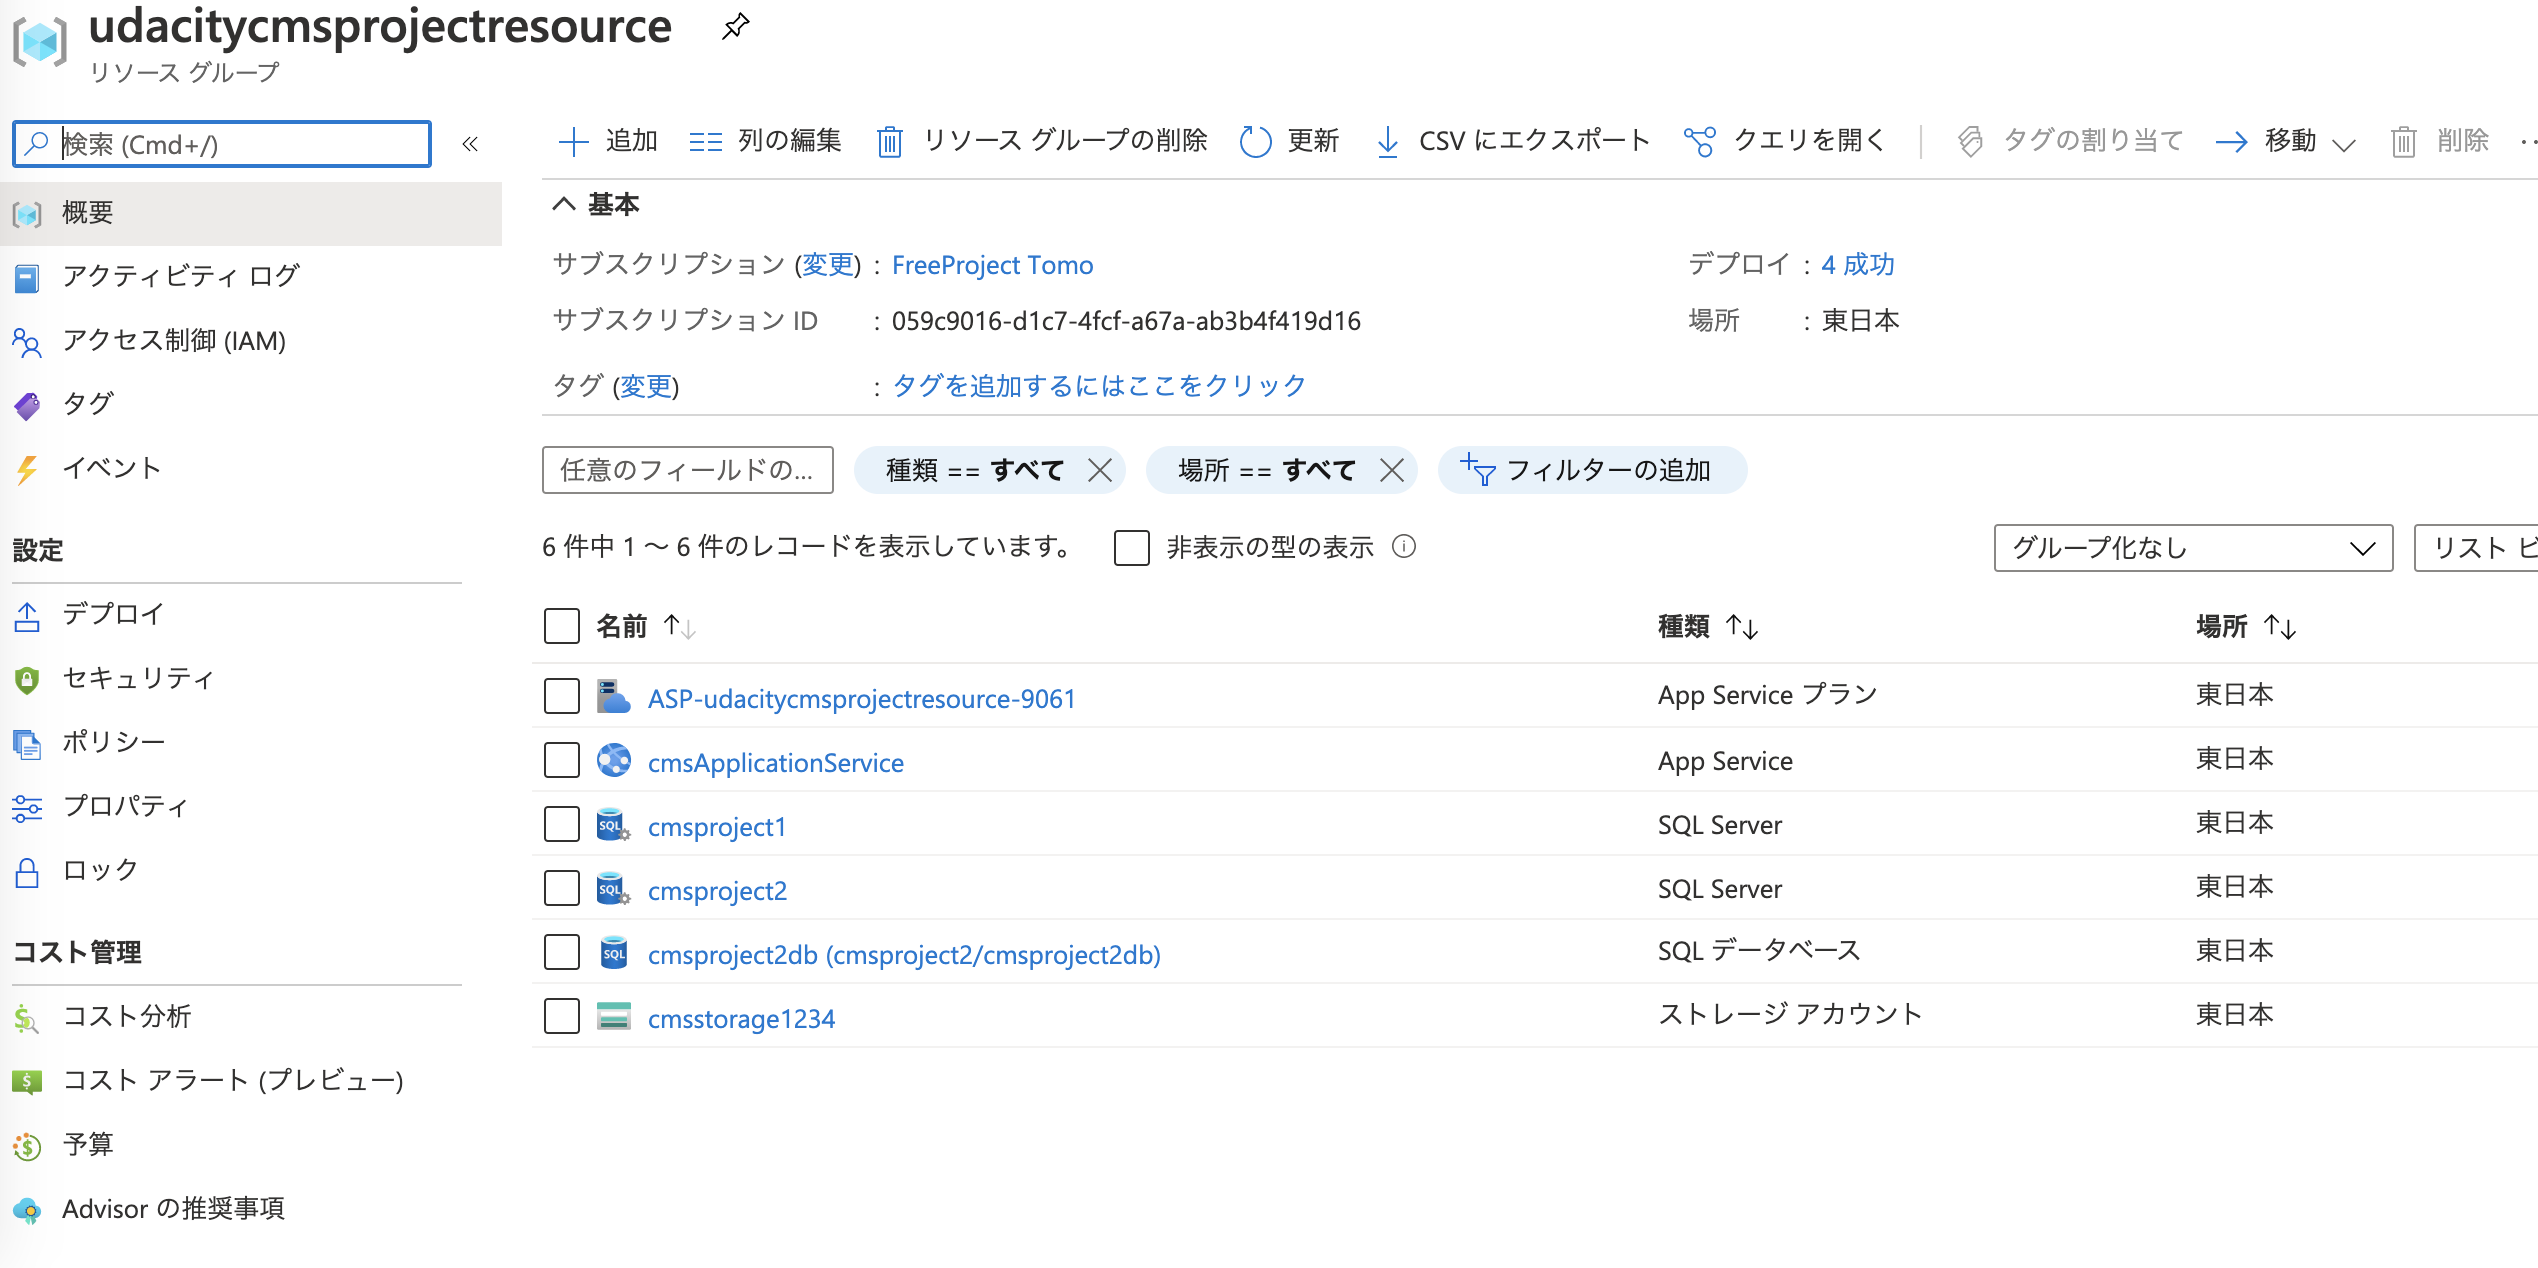 udacitycmsprojectresource
リソース グループ
検索 (Cmd+/)
«
追加
列の編集
リソース グループの削除
更新
CSV にエクスポート
クエリを開く
タグの割り当て
移動
削除
概要
アクティビティ ログ
アクセス制御 (IAM)
タグ
イベント
設定
デプロイ
セキュリティ
ポリシー
プロパティ
ロック
コスト管理
コスト分析
コスト アラート (プレビュー)
予算
Advisor の推奨事項
基本
サブスクリプション (変更) : FreeProject Tomo
デプロイ : 4 成功
サブスクリプション ID : 059c9016-d1c7-4fcf-a67a-ab3b4f419d16
場所 : 東日本
タグ (変更) : タグを追加するにはここをクリック
任意のフィールドの...
種類 == すべて
場所 == すべて
フィルターの追加
6 件中 1 ～ 6 件のレコードを表示しています。
非表示の型の表示
グループ化なし
リスト ビ
名前 ↑↓ 種類 ↑↓ 場所 ↑↓
ASP-udacitycmsprojectresource-9061 App Service プラン 東日本
cmsApplicationService App Service 東日本
SQL cmsproject1 SQL Server 東日本
SQL cmsproject2 SQL Server 東日本
SQL cmsproject2db (cmsproject2/cmsproject2db) SQL データベース 東日本
cmsstorage1234 ストレージ アカウント 東日本